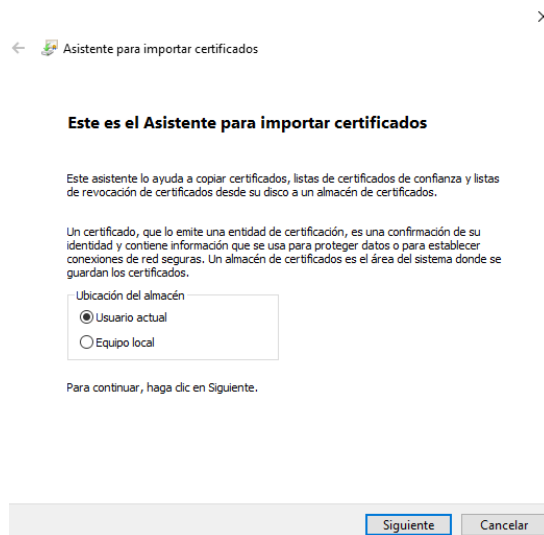 Asistente para importar certificados
Este es el Asistente para importar certificados
Este asistente lo ayuda a copiar certificados, listas de certificados de confianza y listas
de revocación de certificados desde su disco a un almacén de certificados.
Un certificado, que lo emite una entidad de certificación, es una confirmación de su
identidad y contiene información que se usa para proteger datos o para establecer
conexiones de red seguras. Un almacén de certificados es el área del sistema donde se
guardan los certificados.
Ubicación del almacén
Usuario actual
Equipo local
Para continuar, haga clic en Siguiente.
Siguiente
Cancelar